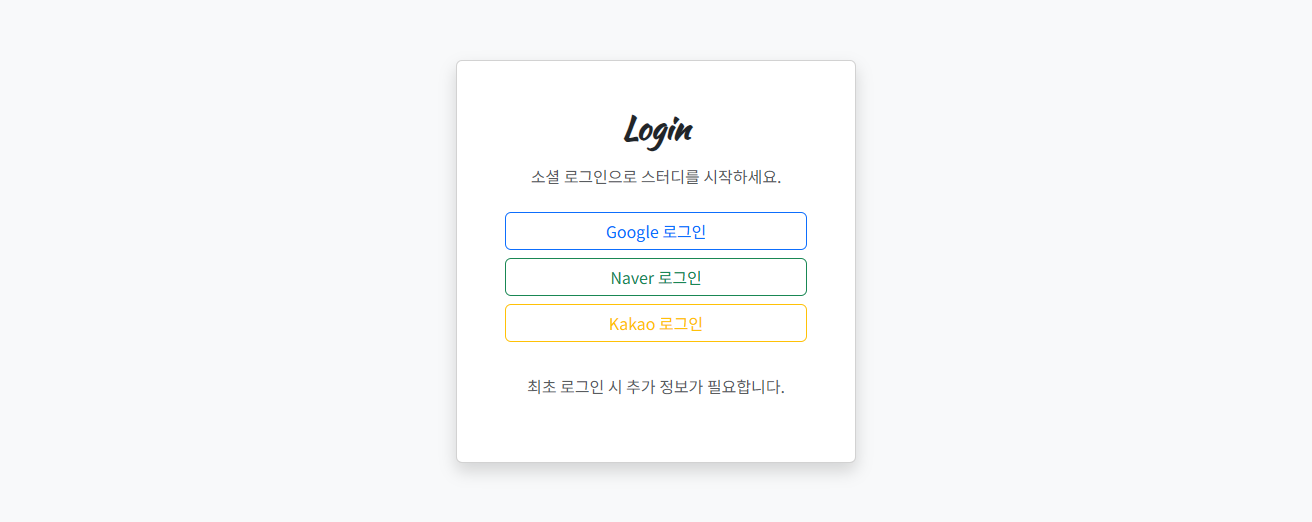 Login
소셜 로그인으로 스터디를 시작하세요.
Google 로그인
Naver 로그인
Kakao 로그인
최초 로그인 시 추가 정보가 필요합니다.